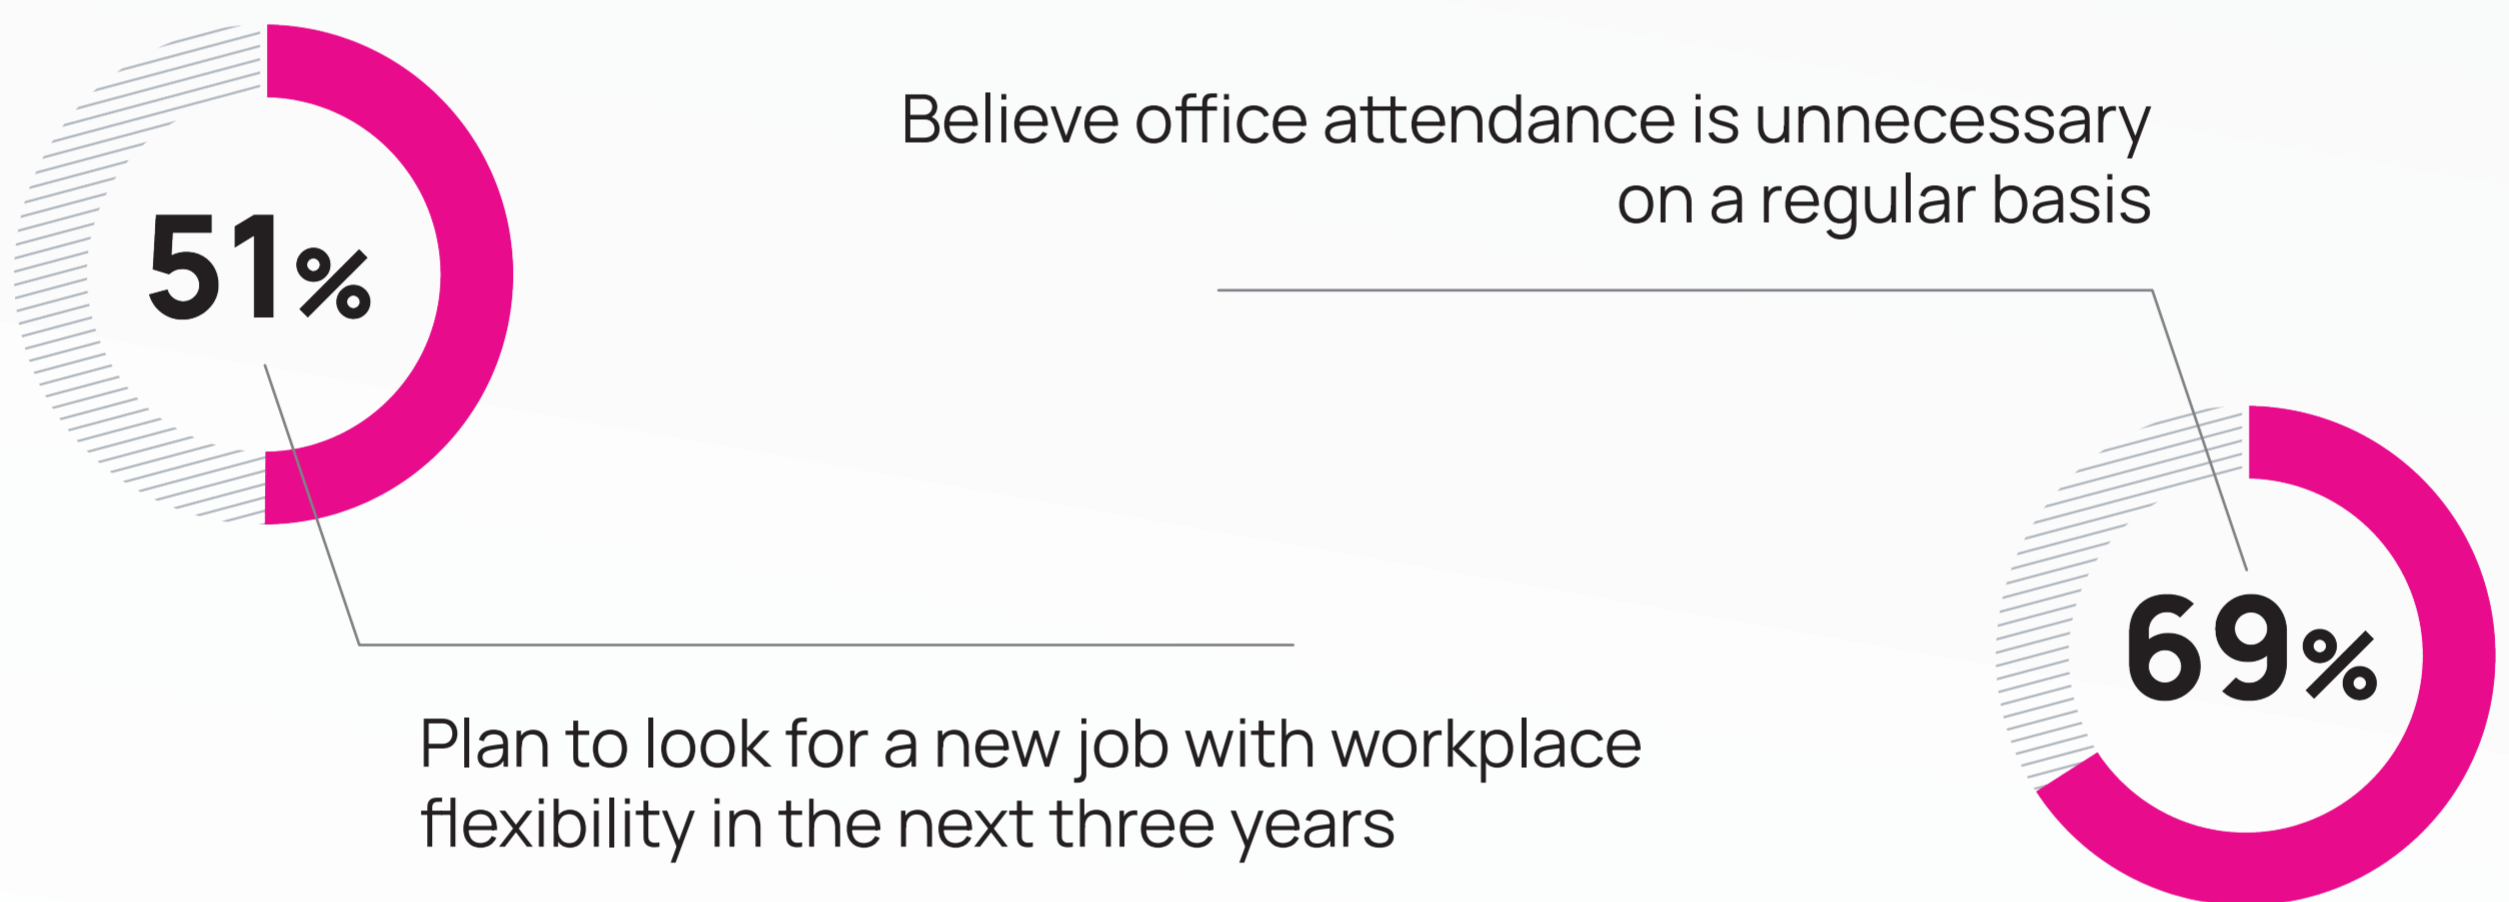 51%
Believe office attendance is unnecessary
on a regular basis
69%
Plan to look for a new job with workplace
flexibility in the next three years